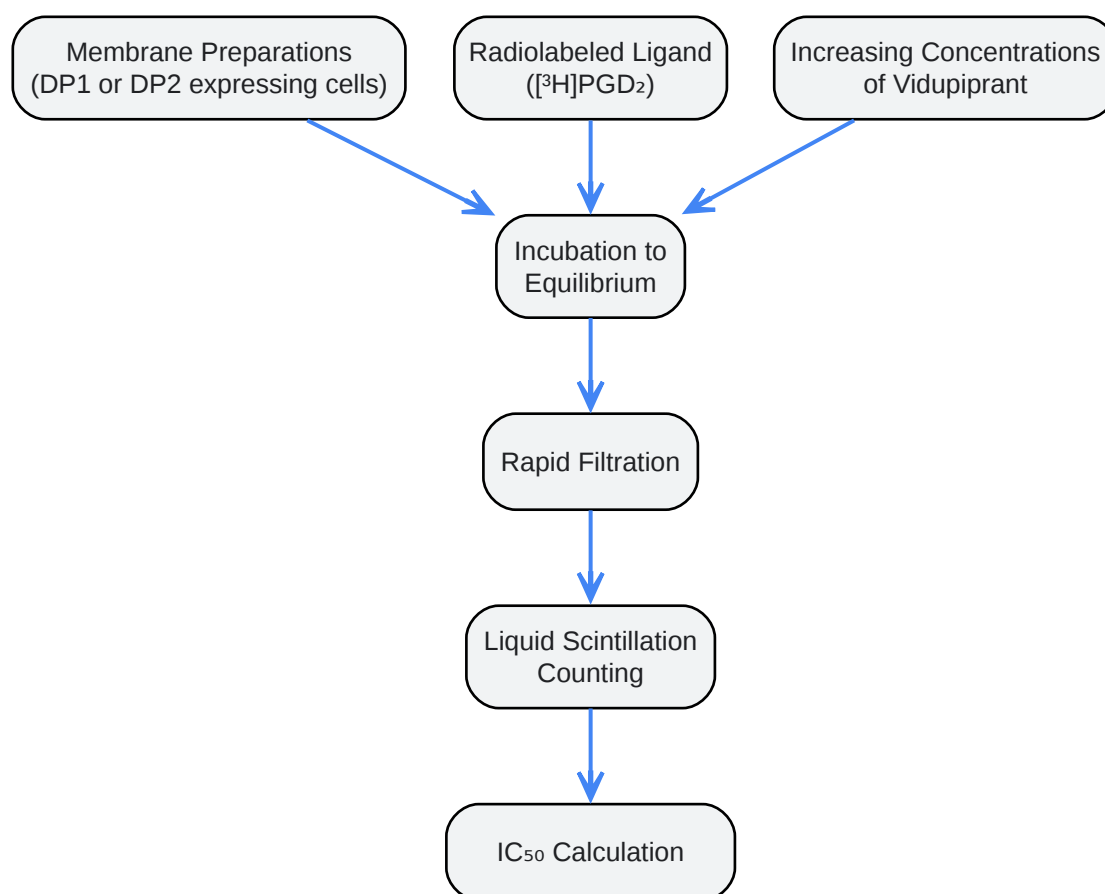 Membrane Preparations
(DP1 or DP2 expressing cells)
Radiolabeled Ligand
([³H]PGD₂)
Increasing Concentrations
of Vidupiprant
Incubation to
Equilibrium
Rapid Filtration
Liquid Scintillation
Counting
IC₅₀ Calculation